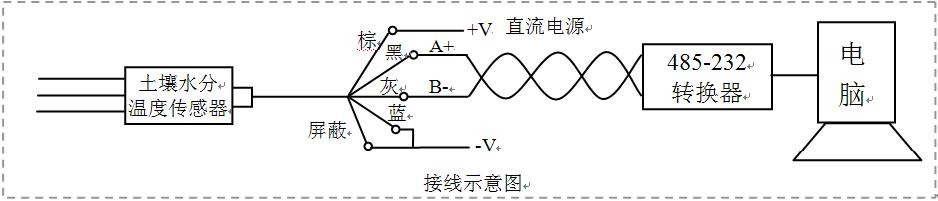 土壤水分
温度传感器
棕
+V
直流电源
黑
A+
灰
B-
蓝
屏蔽
-V
485-232
转换器
电
脑
接线示意图